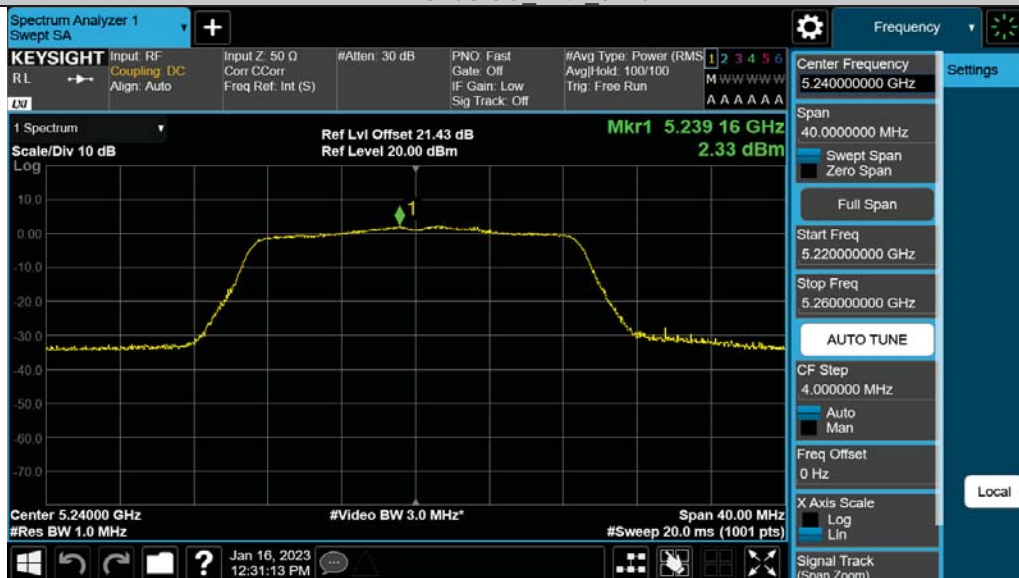 Spectrum Analyzer 1
Swept SA
+
Frequency
KEYSIGHT
RL
LXI
Input: RF
Coupling: DC
Align: Auto
Input Z: 50 Ω
Corr CCorr
Freq Ref: Int (S)
#Atten: 30 dB
PNO: Fast
Gate: Off
IF Gain: Low
Sig Track: Off
#Avg Type: Power (RMS
Avg|Hold: 100/100
Trig: Free Run
1 2 3 4 5 6
M W W W W W
A A A A A A
Center Frequency
5.240000000 GHz
Settings
1 Spectrum
Scale/Div 10 dB
Log
Ref Lvl Offset 21.43 dB
Ref Level 20.00 dBm
Mkr1 5.239 16 GHz
2.33 dBm
Span
40.0000000 MHz
Swept Span
Zero Span
Full Span
Start Freq
5.220000000 GHz
Stop Freq
5.260000000 GHz
AUTO TUNE
CF Step
4.000000 MHz
Auto
Man
Freq Offset
0 Hz
X Axis Scale
Log
Lin
Signal Track
(Span Zoom)
Local
1
10.0
0.00
-10.0
-20.0
-30.0
-40.0
-50.0
-60.0
-70.0
Center 5.24000 GHz
#Res BW 1.0 MHz
#Video BW 3.0 MHz*
Span 40.00 MHz
#Sweep 20.0 ms (1001 pts)
?
Jan 16, 2023
12:31:13 PM